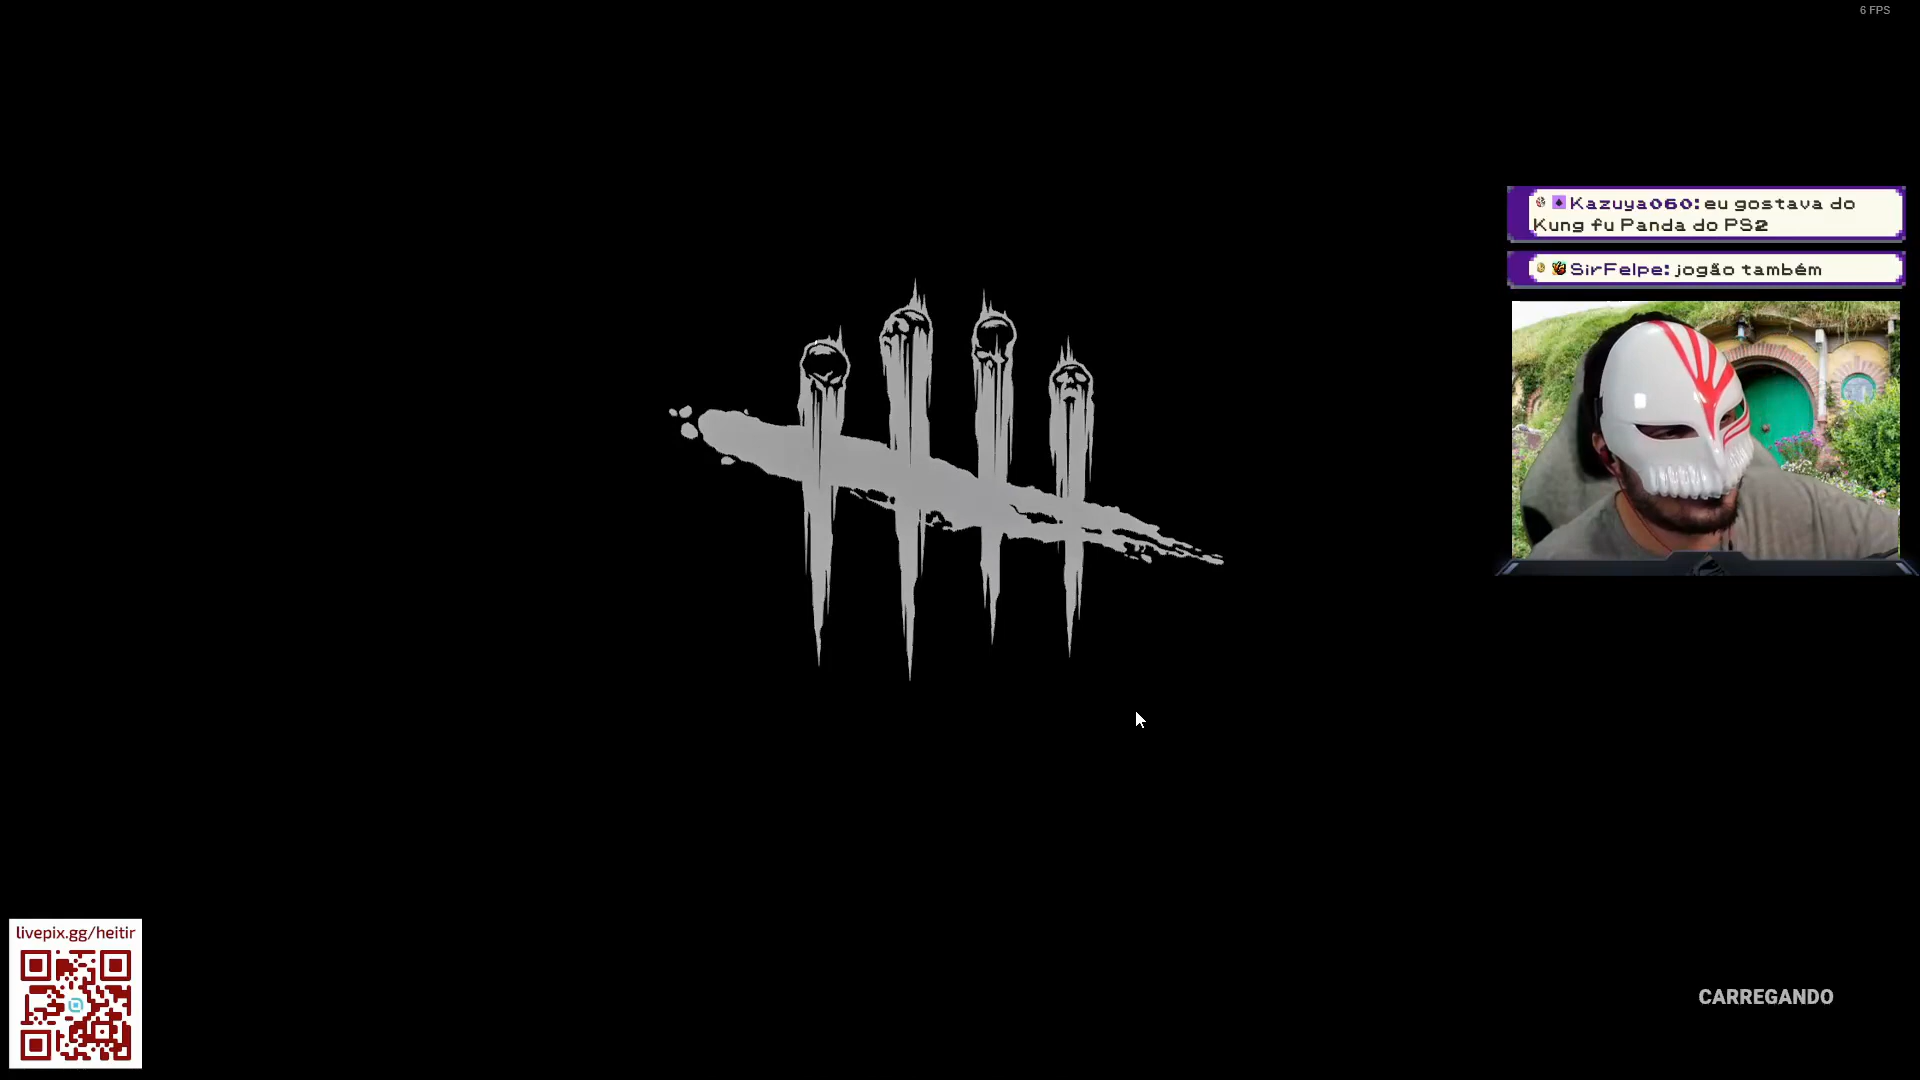 6 FPS
Kazuya060: eu gostava do
Kung fu Panda do PS2
SirFelpe: jogão também
livepix.gg/heitir
CARREGANDO